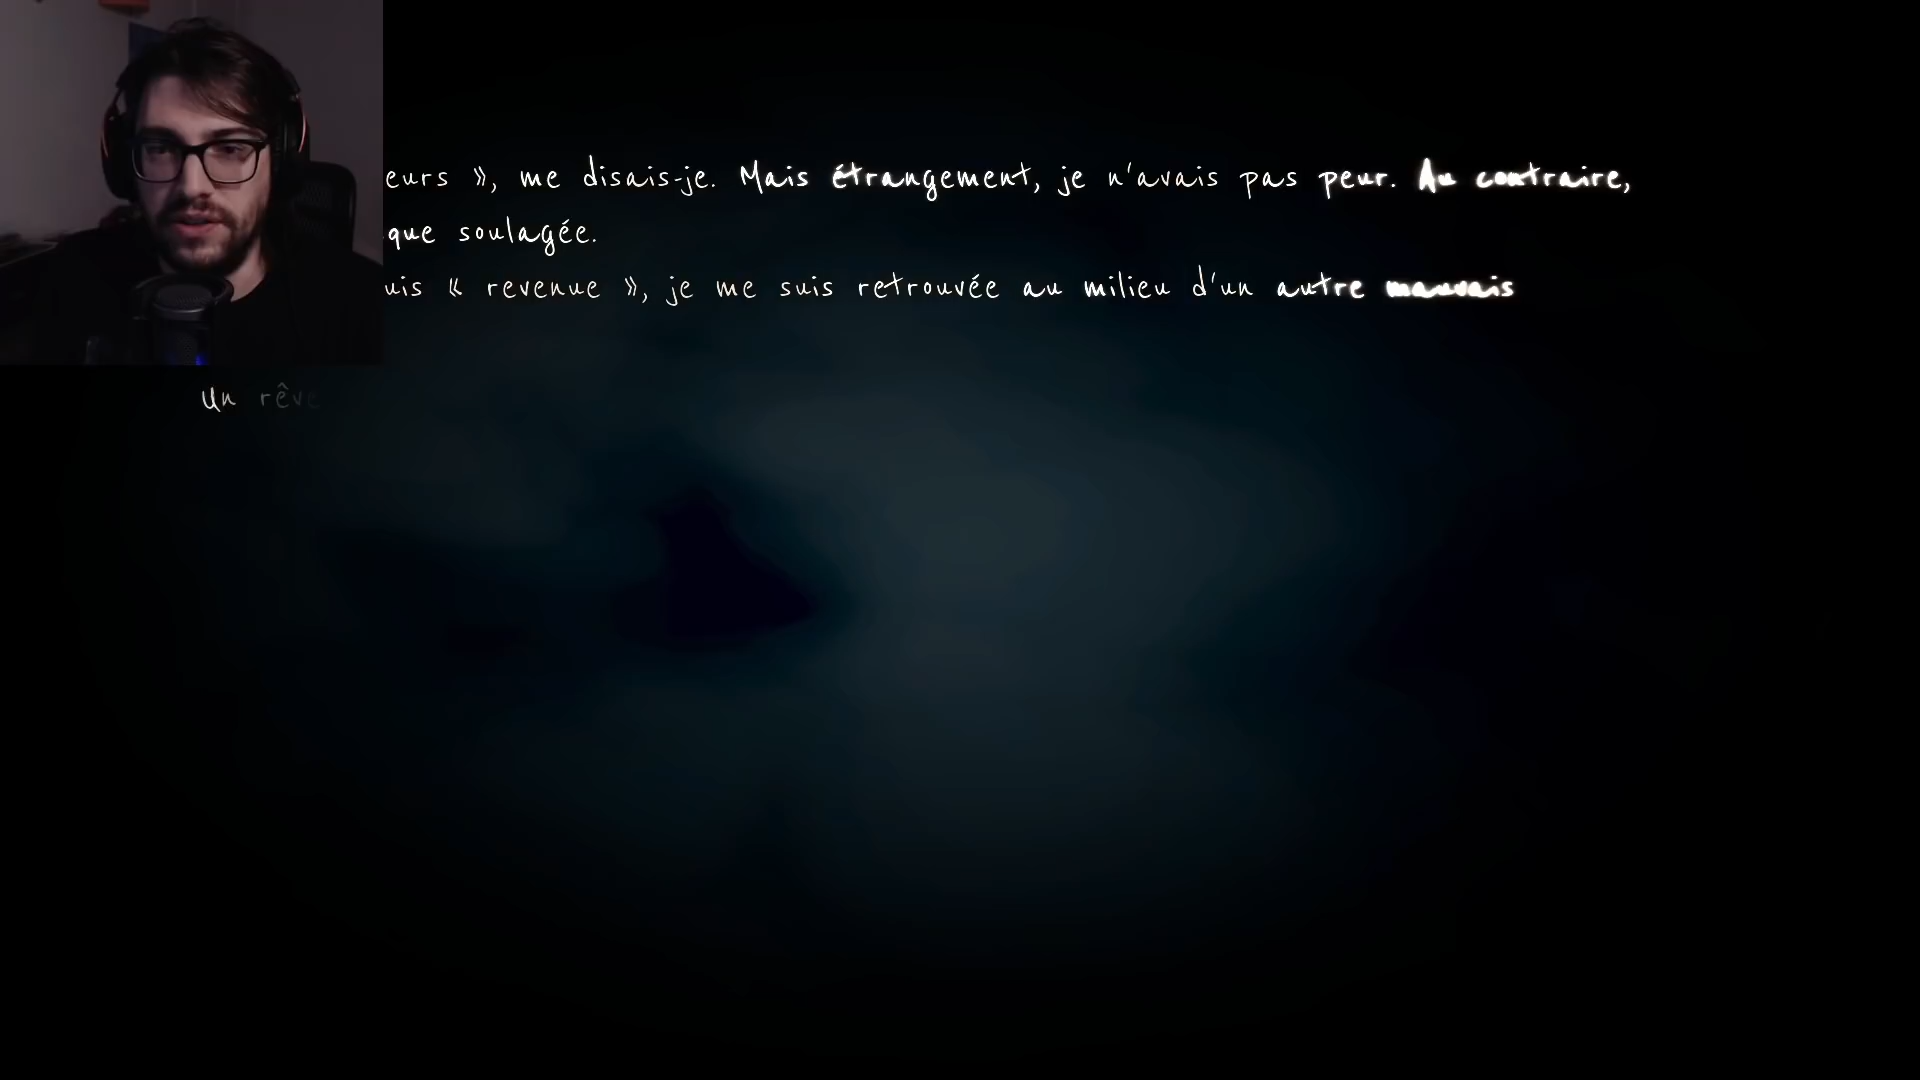 eurs », me disais-je. Mais étrangement, je n'avais pas peur. Au contraire,
que soulagée.
uis « revenue », je me suis retrouvée au milieu d'un autre mauvais
Un rêve